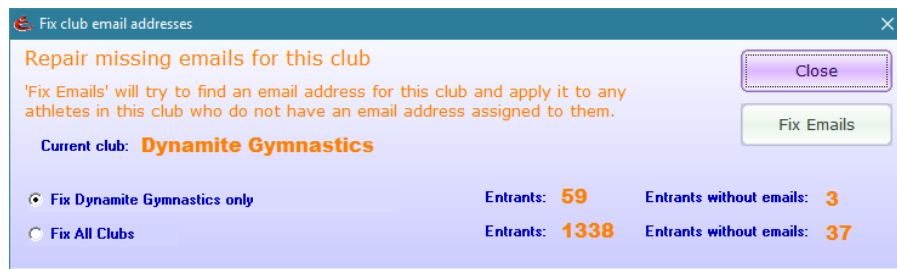 Fix club email addresses
Repair missing emails for this club
Close
'Fix Emails' will try to find an email address for this club and apply it to any
athletes in this club who do not have an email address assigned to them.
Fix Emails
Current club: Dynamite Gymnastics
Fix Dynamite Gymnastics only Entrants: 59 Entrants without emails: 3
Fix All Clubs Entrants: 1338 Entrants without emails: 37